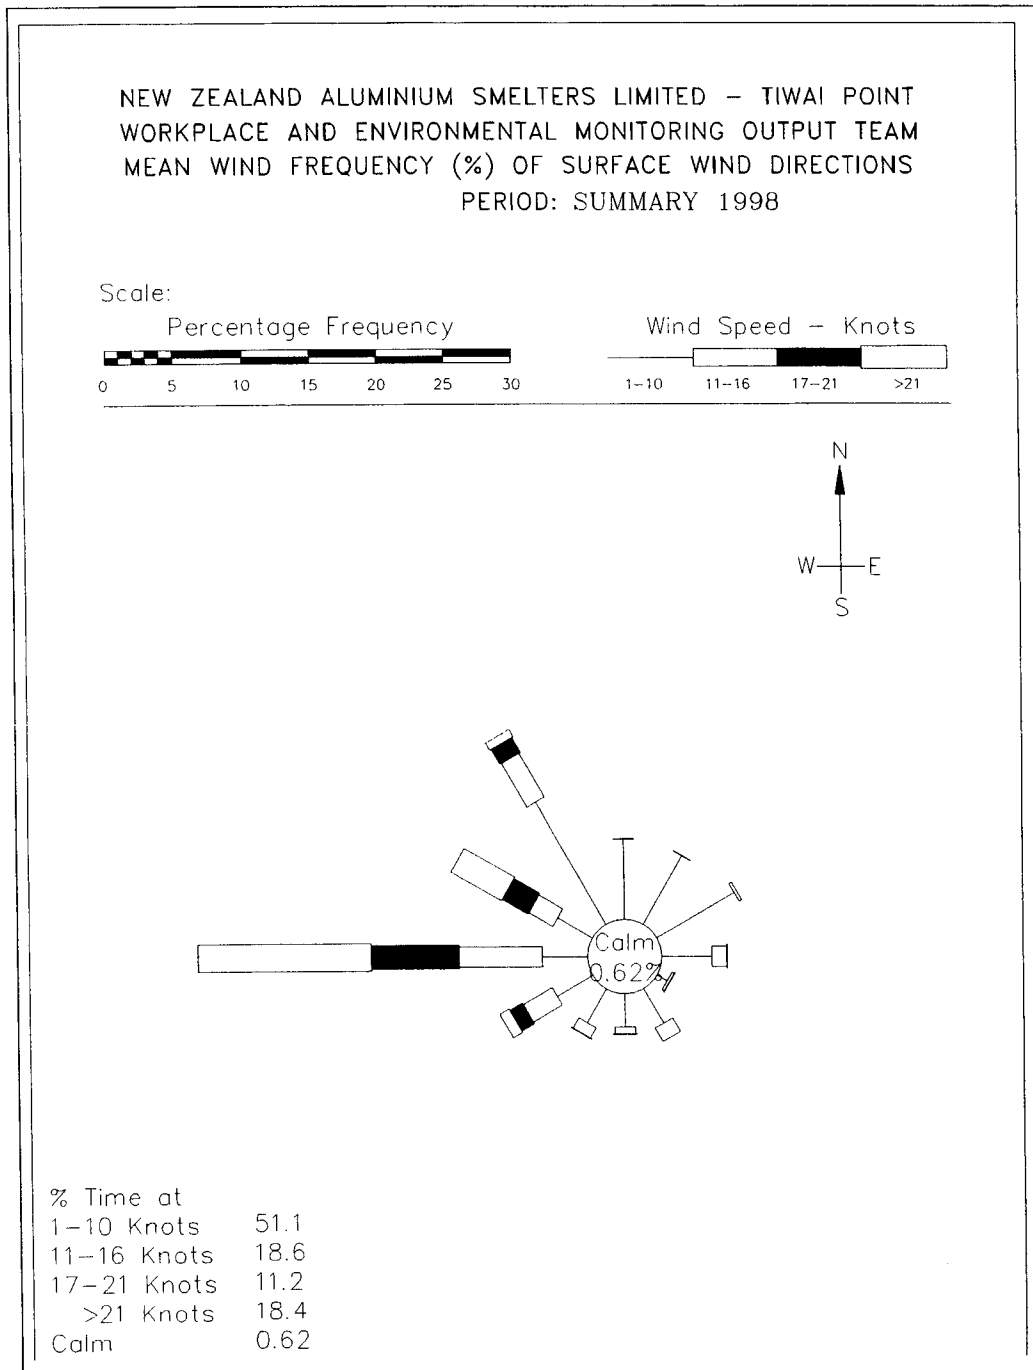 NEW ZEALAND ALUMINIUM SMELTERS LIMITED – TIWAI POINT
WORKPLACE AND ENVIRONMENTAL MONITORING OUTPUT TEAM
MEAN WIND FREQUENCY (%) OF SURFACE WIND DIRECTIONS
PERIOD: SUMMARY 1998
Scale:
Percentage Frequency
0 5 10 15 20 25 30
Wind Speed – Knots
1–10 11–16 17–21 >21
N
W E
S
Calm
0.62%
% Time at
1–10 Knots 51.1
11–16 Knots 18.6
17–21 Knots 11.2
>21 Knots 18.4
Calm 0.62